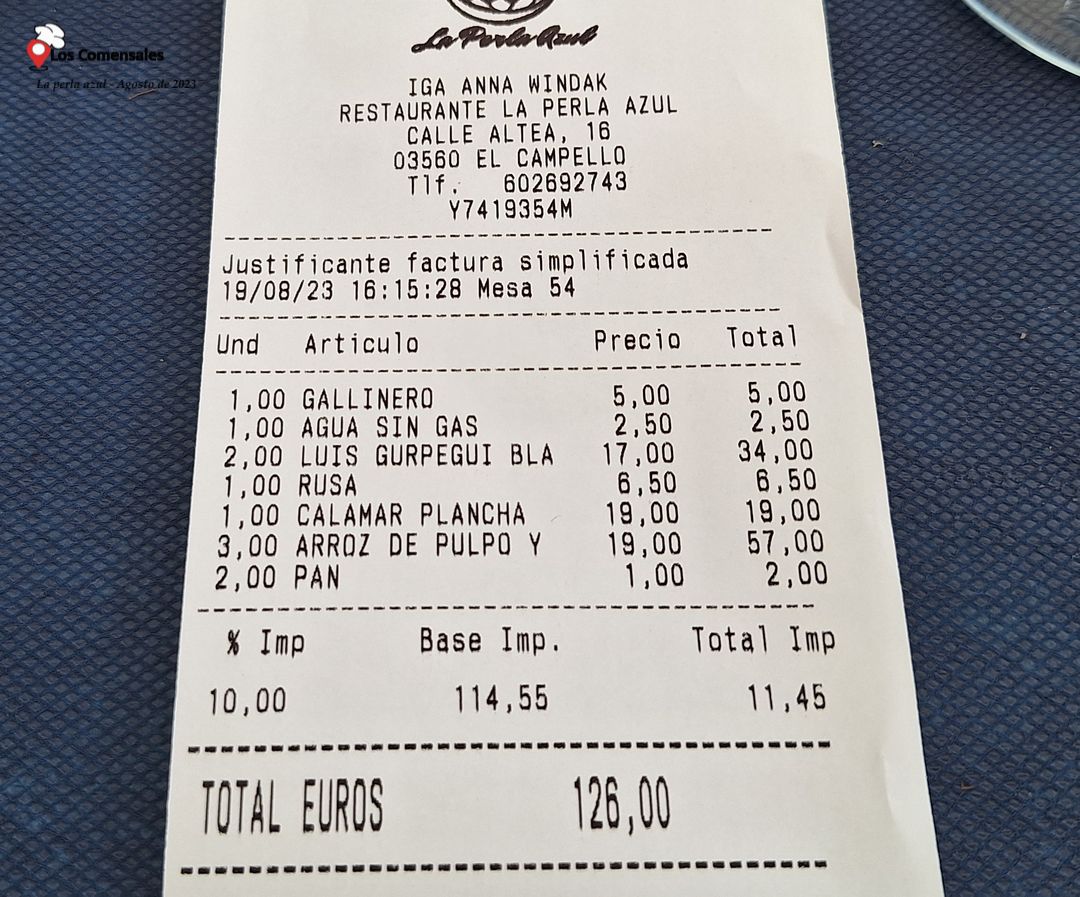 Los Comensales
La perla azul - Agosto de 2023
La Perla Azul
IGA ANNA WINDAK
RESTAURANTE LA PERLA AZUL
CALLE ALTEA, 16
03560 EL CAMPELLO
Tlf. 602692743
Y7419354M
Justificante factura simplificada
19/08/23 16:15:28 Mesa 54
Und Articulo Precio Total
1,00 GALLINERO 5,00 5,00
1,00 AGUA SIN GAS 2,50 2,50
2,00 LUIS GURPEGUI BLA 17,00 34,00
1,00 RUSA 6,50 6,50
1,00 CALAMAR PLANCHA 19,00 19,00
3,00 ARROZ DE PULPO Y 19,00 57,00
2,00 PAN 1,00 2,00
% Imp Base Imp. Total Imp
10,00 114,55 11,45
TOTAL EUROS 126,00